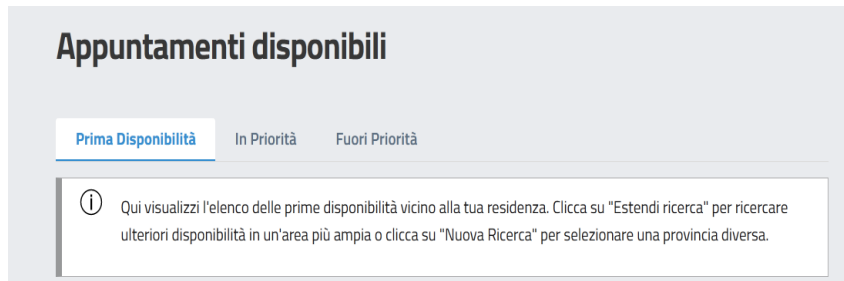 Appuntamenti disponibili
Prima Disponibilità In Priorità Fuori Priorità
Qui visualizzi l'elenco delle prime disponibilità vicino alla tua residenza. Clicca su "Estendi ricerca" per ricercare
ulteriori disponibilità in un'area più ampia o clicca su "Nuova Ricerca" per selezionare una provincia diversa.